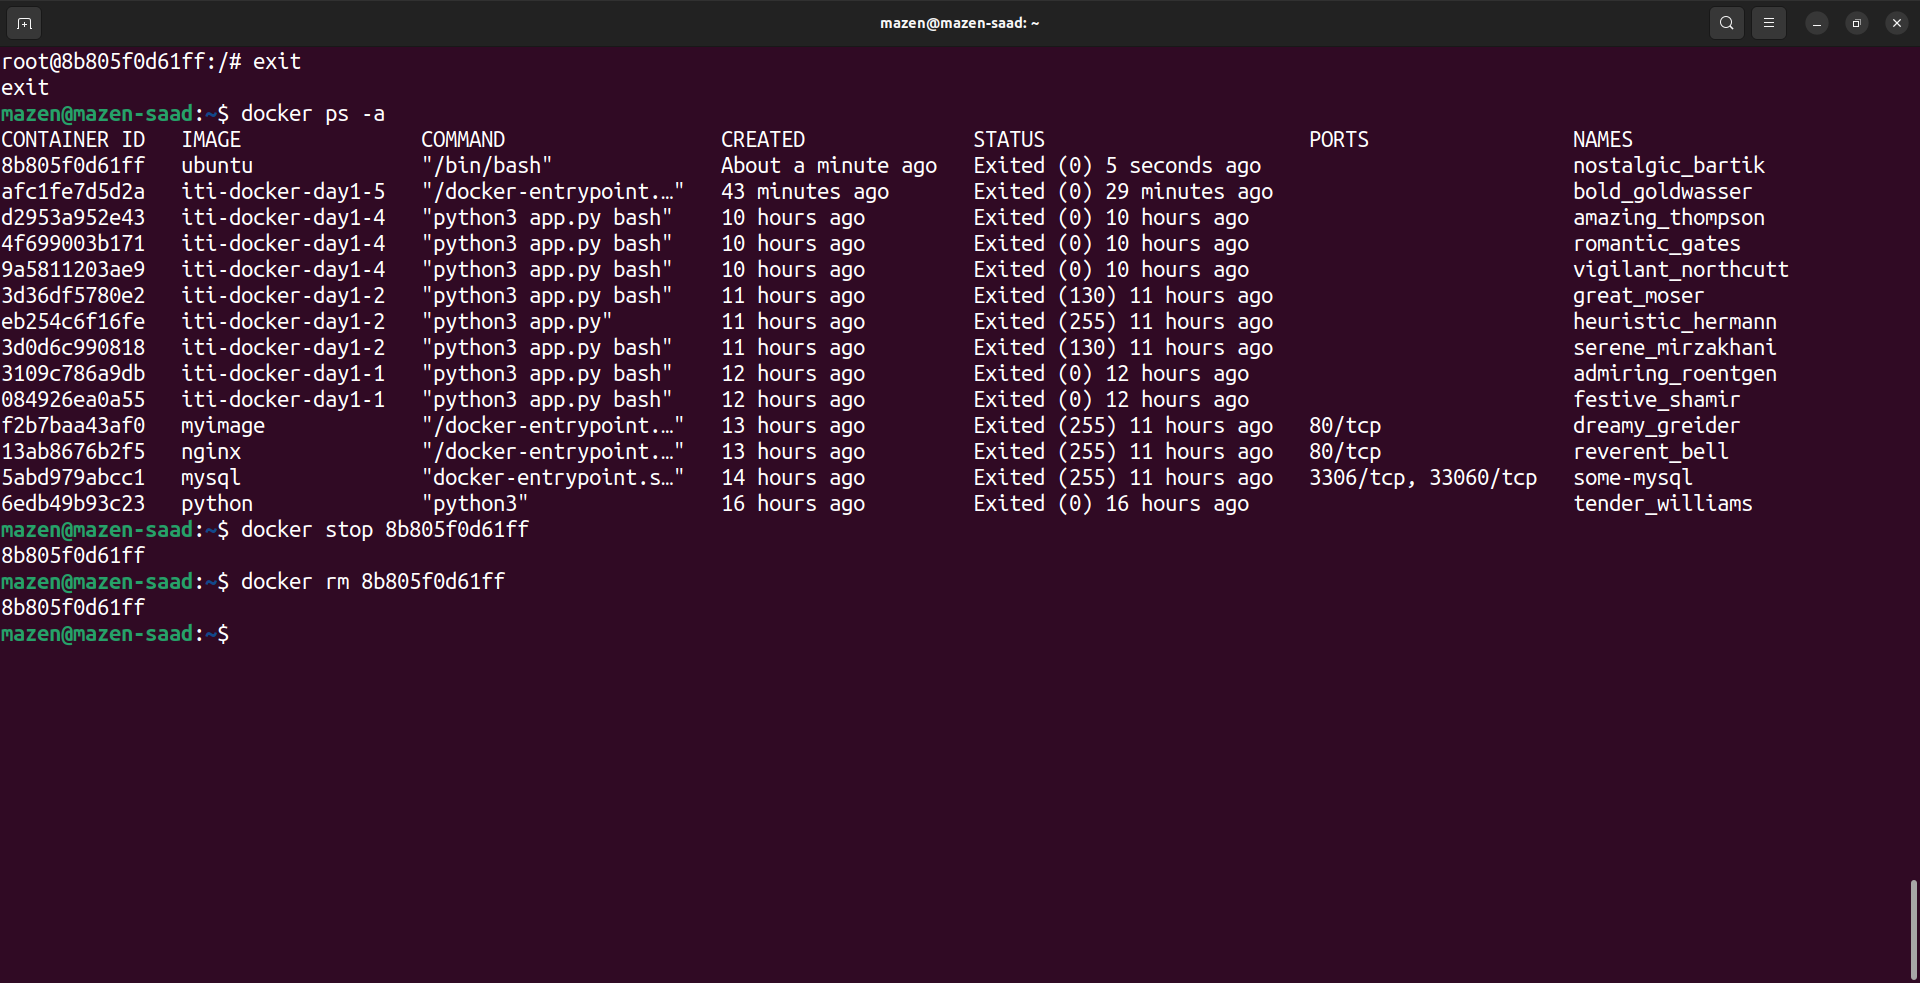 mazen@mazen-saad: ~
root@8b805f0d61ff:/# exit
exit
mazen@mazen-saad:~$ docker ps -a
CONTAINER ID   IMAGE               COMMAND                  CREATED              STATUS                      PORTS                 NAMES
8b805f0d61ff   ubuntu              "/bin/bash"              About a minute ago   Exited (0) 5 seconds ago                          nostalgic_bartik
afc1fe7d5d2a   iti-docker-day1-5   "/docker-entrypoint.…"   43 minutes ago       Exited (0) 29 minutes ago                         bold_goldwasser
d2953a952e43   iti-docker-day1-4   "python3 app.py bash"    10 hours ago         Exited (0) 10 hours ago                           amazing_thompson
4f699003b171   iti-docker-day1-4   "python3 app.py bash"    10 hours ago         Exited (0) 10 hours ago                           romantic_gates
9a5811203ae9   iti-docker-day1-4   "python3 app.py bash"    10 hours ago         Exited (0) 10 hours ago                           vigilant_northcutt
3d36df5780e2   iti-docker-day1-2   "python3 app.py bash"    11 hours ago         Exited (130) 11 hours ago                         great_moser
eb254c6f16fe   iti-docker-day1-2   "python3 app.py"         11 hours ago         Exited (255) 11 hours ago                         heuristic_hermann
3d0d6c990818   iti-docker-day1-2   "python3 app.py bash"    11 hours ago         Exited (130) 11 hours ago                         serene_mirzakhani
3109c786a9db   iti-docker-day1-1   "python3 app.py bash"    12 hours ago         Exited (0) 12 hours ago                           admiring_roentgen
084926ea0a55   iti-docker-day1-1   "python3 app.py bash"    12 hours ago         Exited (0) 12 hours ago                           festive_shamir
f2b7baa43af0   myimage             "/docker-entrypoint.…"   13 hours ago         Exited (255) 11 hours ago   80/tcp                dreamy_greider
13ab8676b2f5   nginx               "/docker-entrypoint.…"   13 hours ago         Exited (255) 11 hours ago   80/tcp                reverent_bell
5abd979abcc1   mysql               "docker-entrypoint.s…"   14 hours ago         Exited (255) 11 hours ago   3306/tcp, 33060/tcp   some-mysql
6edb49b93c23   python              "python3"                16 hours ago         Exited (0) 16 hours ago                           tender_williams
mazen@mazen-saad:~$ docker stop 8b805f0d61ff
8b805f0d61ff
mazen@mazen-saad:~$ docker rm 8b805f0d61ff
8b805f0d61ff
mazen@mazen-saad:~$